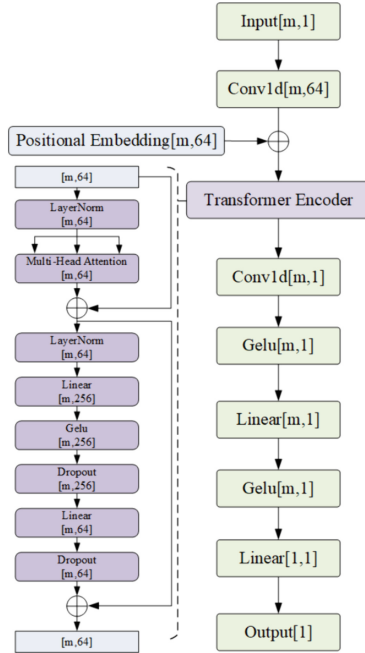 Input[m,1]
Conv1d[m,64]
Positional Embedding[m,64]
Transformer Encoder
Conv1d[m,1]
Gelu[m,1]
Linear[m,1]
Gelu[m,1]
Linear[1,1]
Output[1]
[m,64]
LayerNorm
[m,64]
Multi-Head Attention
[m,64]
LayerNorm
[m,64]
Linear
[m,256]
Gelu
[m,256]
Dropout
[m,256]
Linear
[m,64]
Dropout
[m,64]
[m,64]